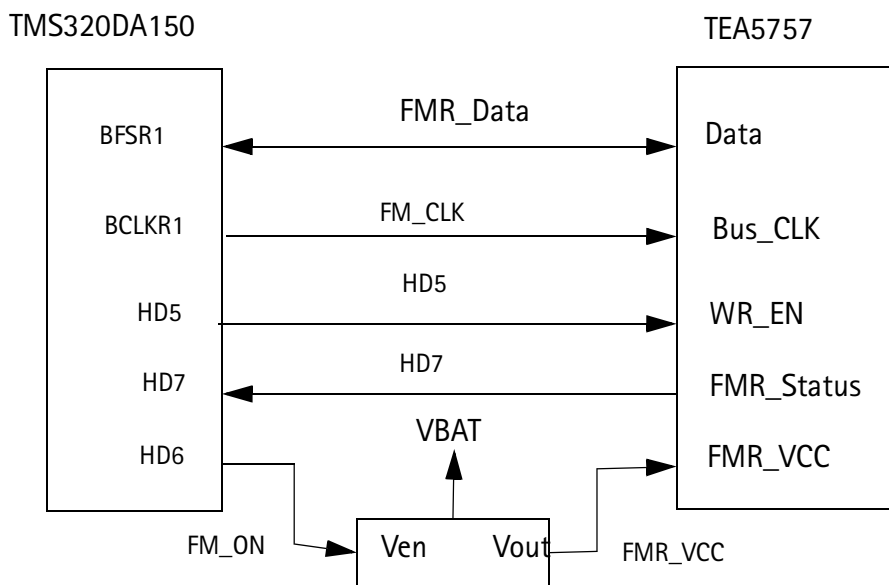 TMS320DA150
TEA5757
BFSR1
FMR_Data
Data
BCLKR1
FM_CLK
Bus_CLK
HD5
HD5
WR_EN
HD7
HD7
FMR_Status
VBAT
HD6
FMR_VCC
FM_ON
Ven
Vout
FMR_VCC